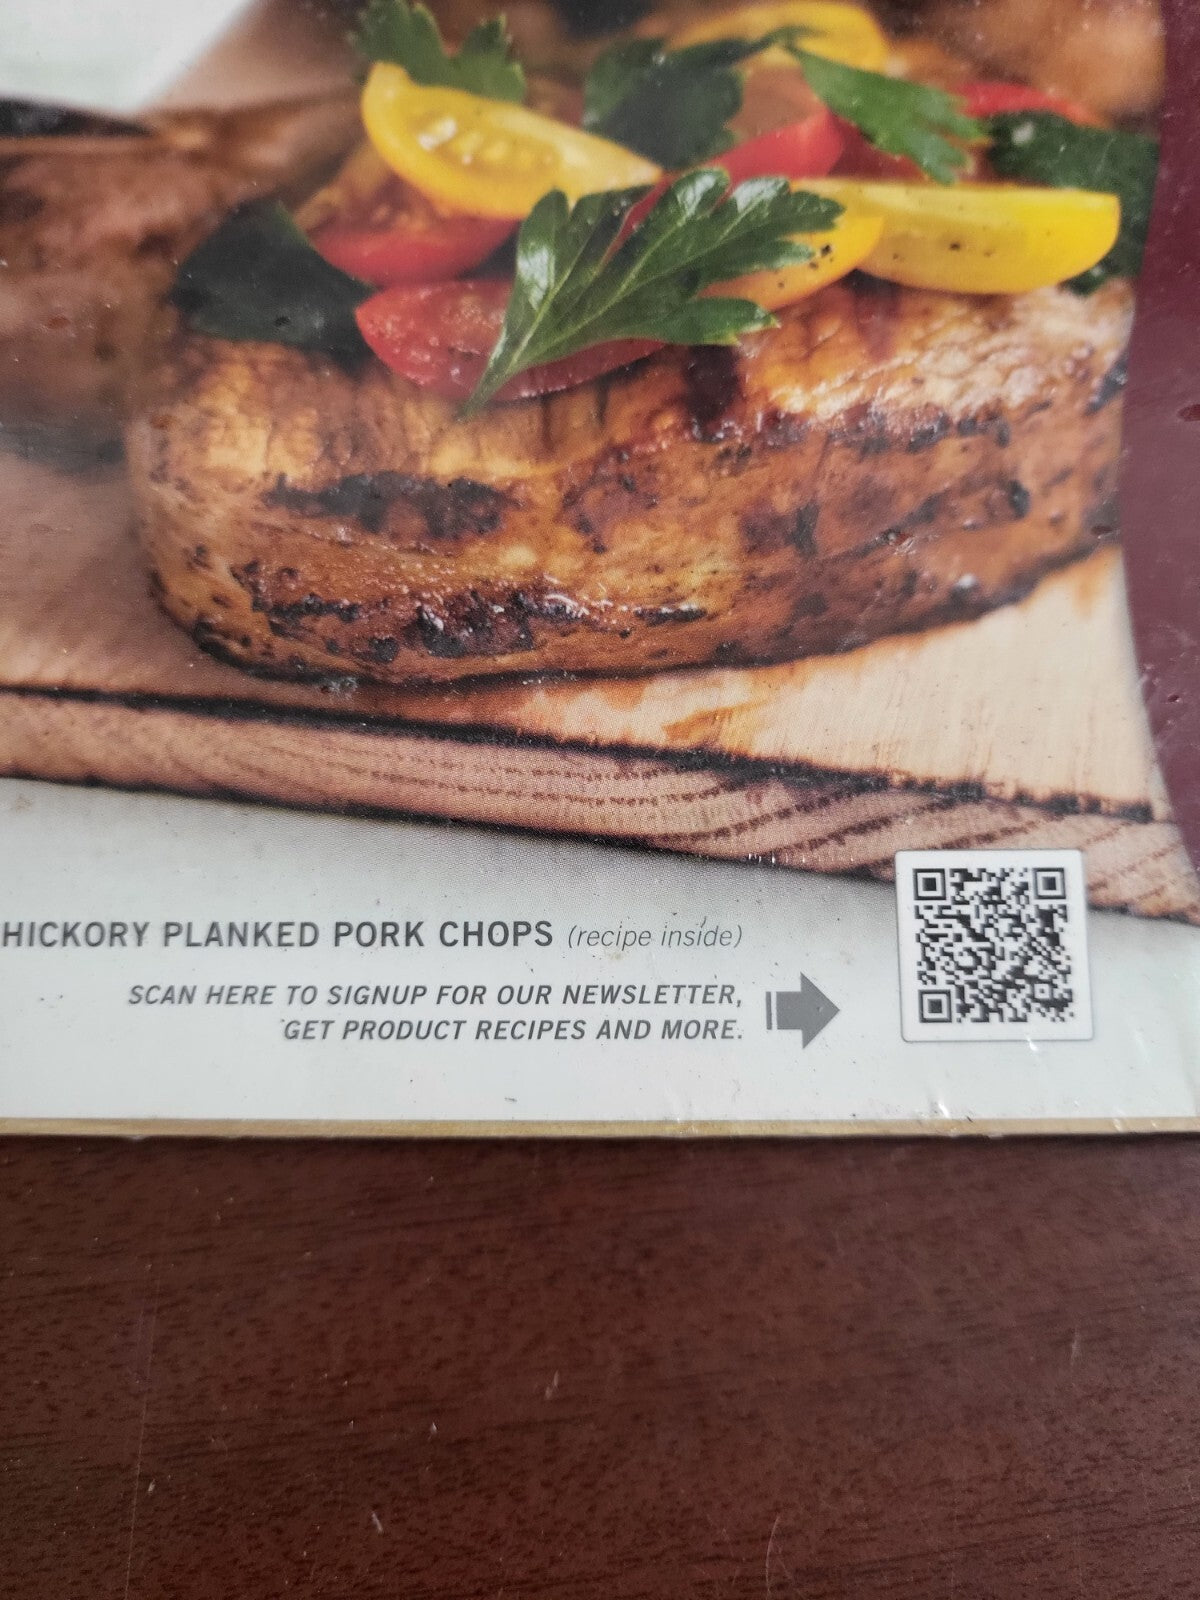 HICKORY PLANKED PORK CHOPS (recipe inside)
SCAN HERE TO SIGNUP FOR OUR NEWSLETTER,
GET PRODUCT RECIPES AND MORE.